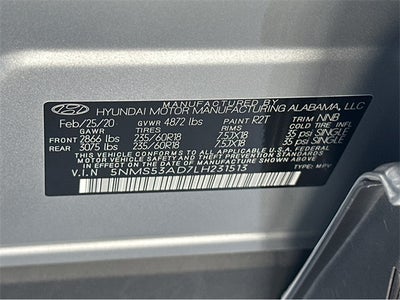 MANUFACTURED BY
HYUNDAI MOTOR MANUFACTURING ALABAMA, LLC
Feb/25/20 GVWR 4872 lbs PAINT R2T TRIM NNB
GAWR TIRES RIMS COLD TIRE INFL PR
FRONT 2866 lbs 235/60R18 7.5JX18 35 psi SINGLE
REAR 3075 lbs 235/60R18 7.5JX18 35 psi SINGLE
THIS VEHICLE CONFORMS TO ALL APPLICABLE FEDERAL MOTOR VEHICLE SAFETY AND THEFT PREVENTION STANDARDS
IN EFFECT ON THE DATE OF MANUFACTURE SHOWN ABOVE.
V.I.N 5NMS53AD7LH231513 TYPE: MPV